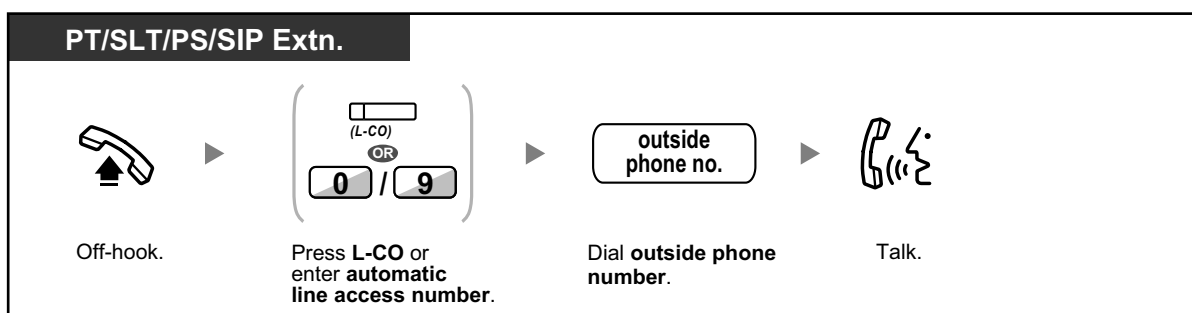 PT/SLT/PS/SIP Extn.
(L-CO)
OR
0 / 9
outside
phone no.
Off-hook.
Press L-CO or
enter automatic
line access number.
Dial outside phone
number.
Talk.